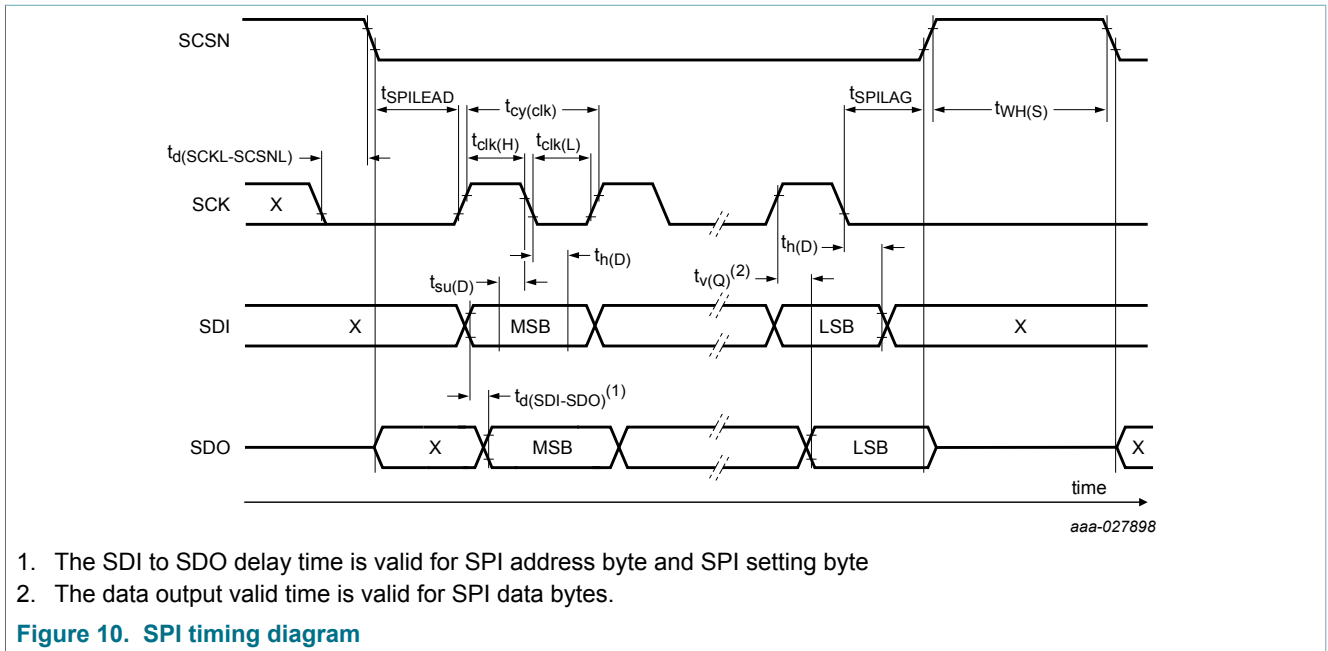 SCSN
tSPILEAD
tcy(clk)
tSPILAG
tWH(S)
tclk(H)
tclk(L)
td(SCKL-SCSNL)
SCK
X
th(D)
th(D)
tsu(D)
tv(Q)(2)
SDI
X
MSB
LSB
X
td(SDI-SDO)(1)
SDO
X
MSB
LSB
X
time
aaa-027898
1. The SDI to SDO delay time is valid for SPI address byte and SPI setting byte
2. The data output valid time is valid for SPI data bytes.
Figure 10. SPI timing diagram